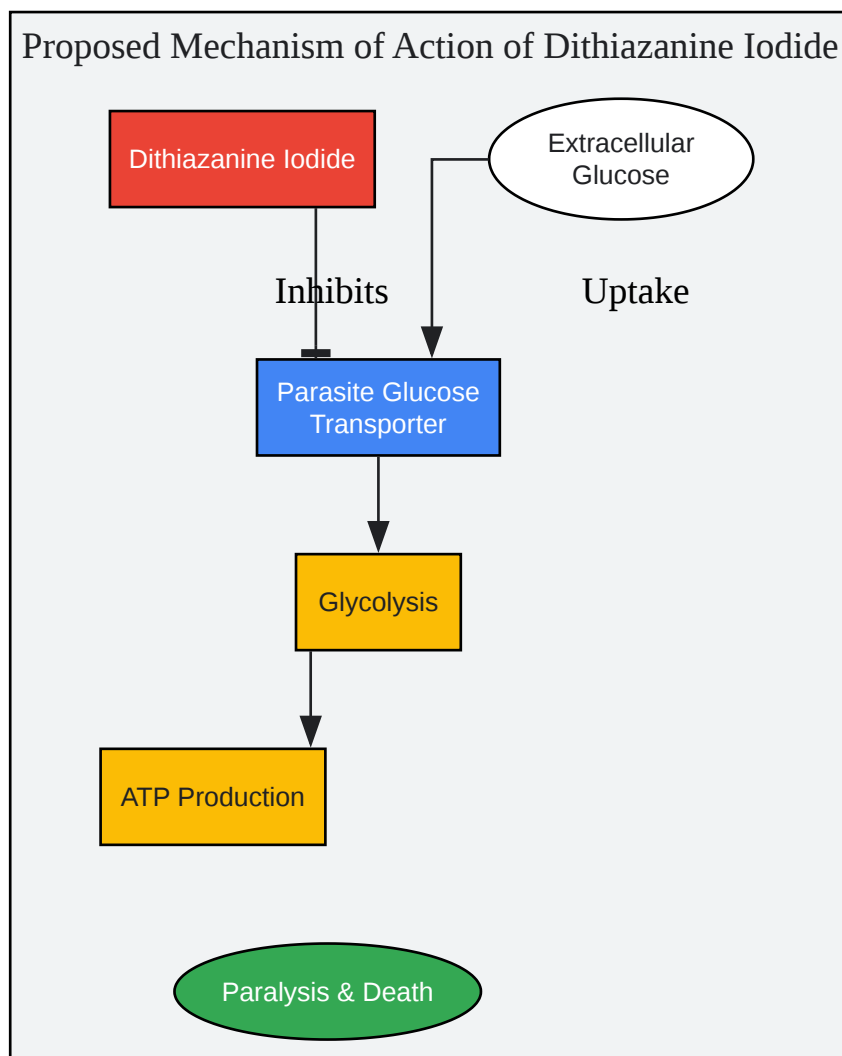 Proposed Mechanism of Action of Dithiazanine Iodide
Dithiazanine Iodide
Extracellular
Glucose
Inhibits
Uptake
Parasite Glucose
Transporter
Glycolysis
ATP Production
Paralysis & Death